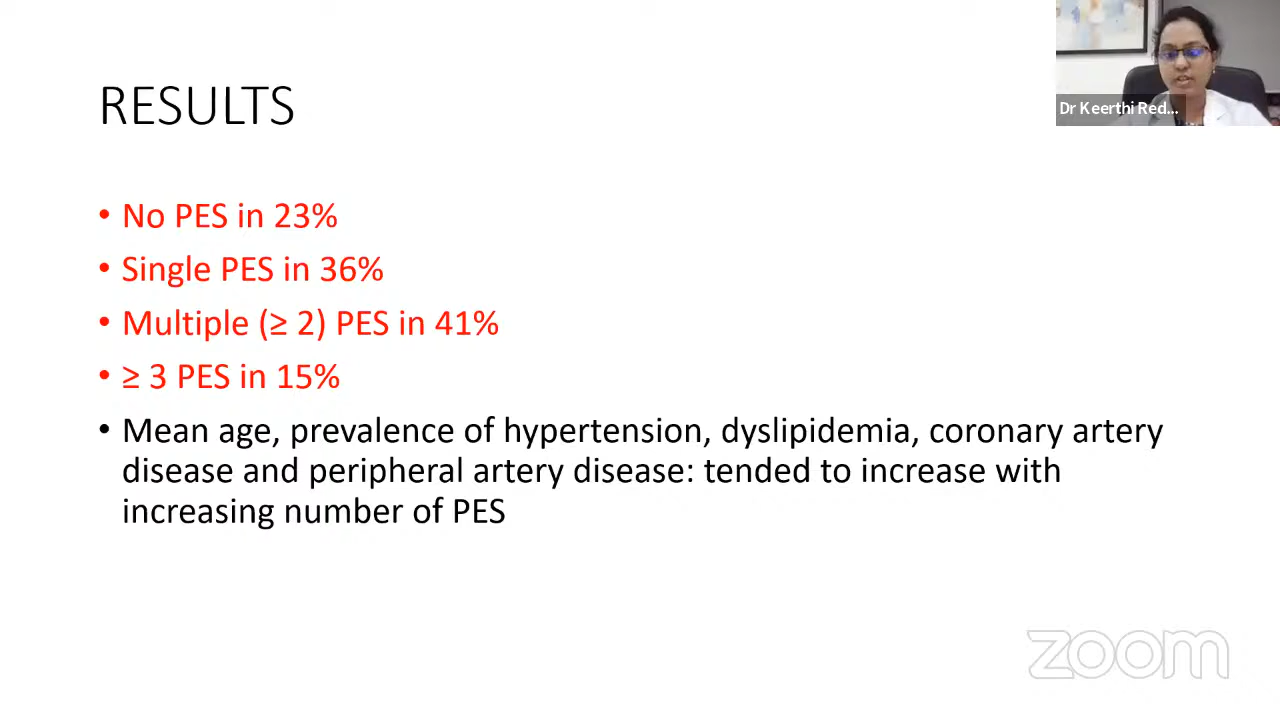 RESULTS
Dr Keerthi Red...
• No PES in 23%
• Single PES in 36%
• Multiple (≥ 2) PES in 41%
• ≥ 3 PES in 15%
• Mean age, prevalence of hypertension, dyslipidemia, coronary artery
disease and peripheral artery disease: tended to increase with
increasing number of PES
zoom